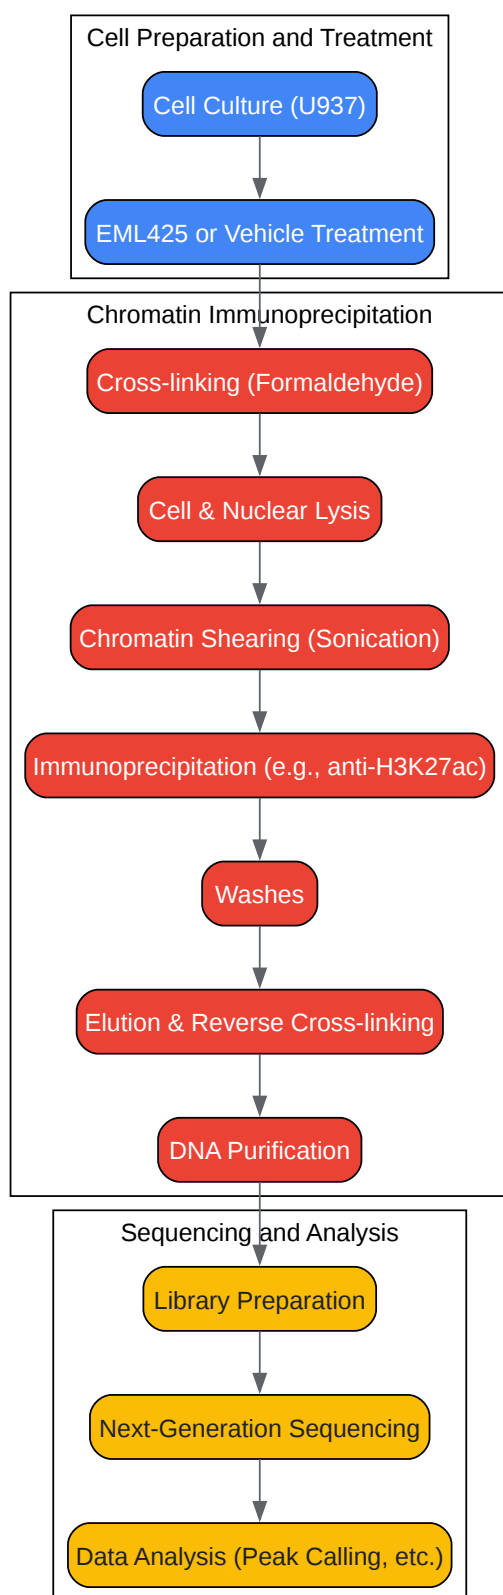 Cell Preparation and Treatment
Cell Culture (U937)
EML425 or Vehicle Treatment
Chromatin Immunoprecipitation
Cross-linking (Formaldehyde)
Cell & Nuclear Lysis
Chromatin Shearing (Sonication)
Immunoprecipitation (e.g., anti-H3K27ac)
Washes
Elution & Reverse Cross-linking
DNA Purification
Sequencing and Analysis
Library Preparation
Next-Generation Sequencing
Data Analysis (Peak Calling, etc.)